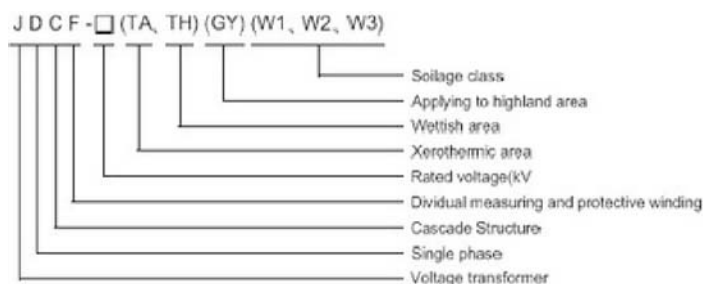 J D C F -□ (TA、TH) (GY) (W1、W2、W3)
Soilage class
Applying to highland area
Wettish area
Xerothermic area
Rated voltage(kV
Dividual measuring and protective winding
Cascade Structure
Single phase
Voltage transformer